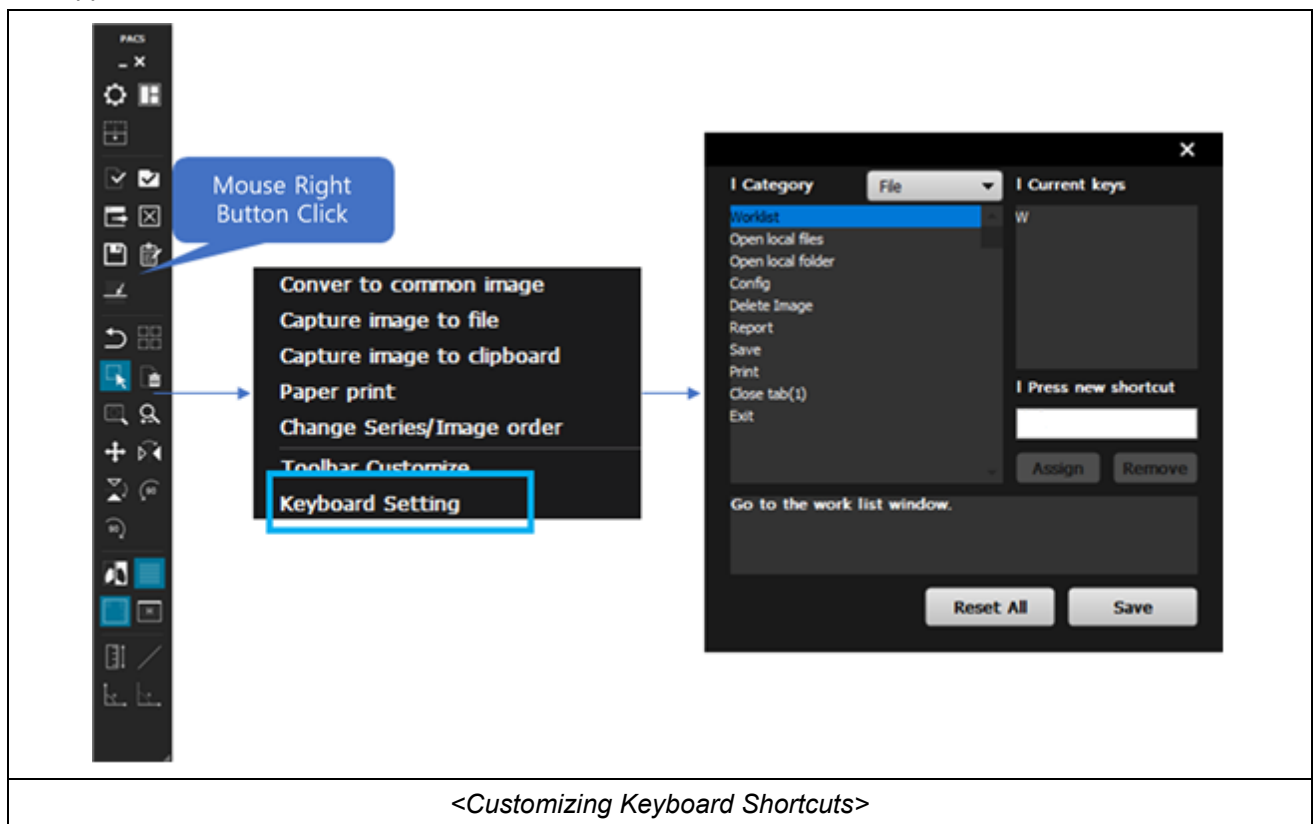 PACS
Mouse Right
Button Click
Conver to common image
Capture image to file
Capture image to clipboard
Paper print
Change Series/Image order
Toolbar Customize
Keyboard Setting
I Category
File
I Current keys
Worklist
W
Open local files
Open local folder
Config
Delete Image
Report
Save
Print
Close tab(1)
Exit
I Press new shortcut
Assign
Remove
Go to the work list window.
Reset All
Save
<Customizing Keyboard Shortcuts>